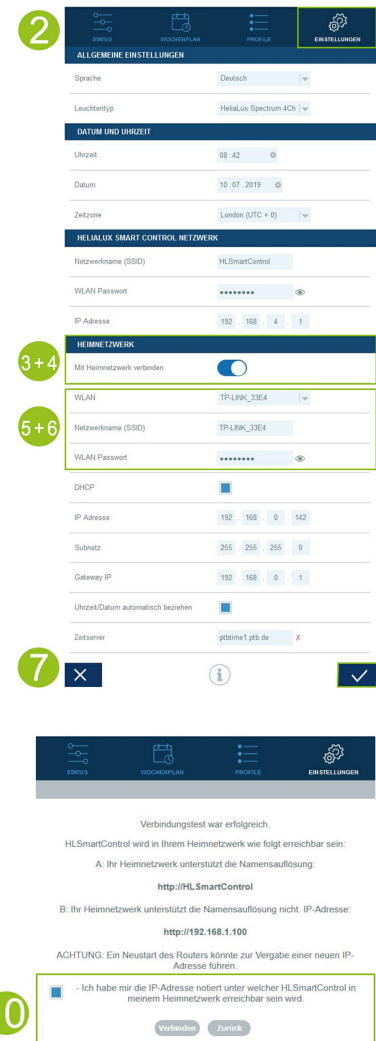 2
STATUS WOCHENPLAN PROFILE EINSTELLUNGEN
ALLGEMEINE EINSTELLUNGEN
Sprache Deutsch
Leuchtentyp HeliaLux Spectrum 4Ch
DATUM UND UHRZEIT
Uhrzeit 08 : 42
Datum 10 . 07 . 2019
Zeitzone London (UTC + 0)
HELIALUX SMART CONTROL NETZWERK
Netzwerkname (SSID) HLSmartControl
WLAN Passwort ••••••••
IP Adresse 192 . 168 . 4 . 1
HEIMNETZWERK
3+4
Mit Heimnetzwerk verbinden
WLAN TP-LINK_33E4
5+6
Netzwerkname (SSID) TP-LINK_33E4
WLAN Passwort ••••••••
DHCP
IP Adresse 192 . 168 . 0 . 142
Subnetz 255 . 255 . 255 . 0
Gateway IP 192 . 168 . 0 . 1
Uhrzeit/Datum automatisch beziehen
Zeitserver ptbtime1.ptb.de X
7
STATUS WOCHENPLAN PROFILE EINSTELLUNGEN
Verbindungstest war erfolgreich.
HLSmartControl wird in Ihrem Heimnetzwerk wie folgt erreichbar sein:
A: Ihr Heimnetzwerk unterstützt die Namensauflösung:
http://HLSmartControl
B: Ihr Heimnetzwerk unterstützt die Namensauflösung nicht. IP-Adresse:
http://192.168.1.100
ACHTUNG: Ein Neustart des Routers könnte zur Vergabe einer neuen IP-
Adresse führen.
- Ich habe mir die IP-Adresse notiert unter welcher HLSmartControl in
meinem Heimnetzwerk erreichbar sein wird.
0
Verbinden Zurück